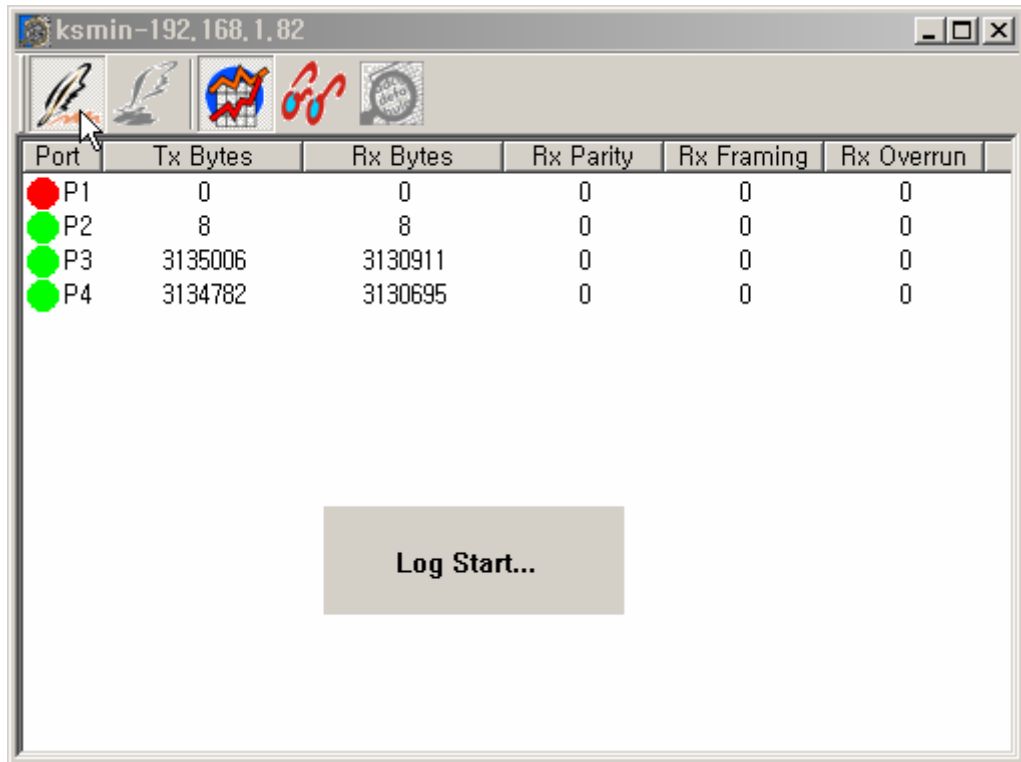 ksmin-192,168,1,82
Port Tx Bytes Rx Bytes Rx Parity Rx Framing Rx Overrun
P1 0 0 0 0 0
P2 8 8 0 0 0
P3 3135006 3130911 0 0 0
P4 3134782 3130695 0 0 0
Log Start...